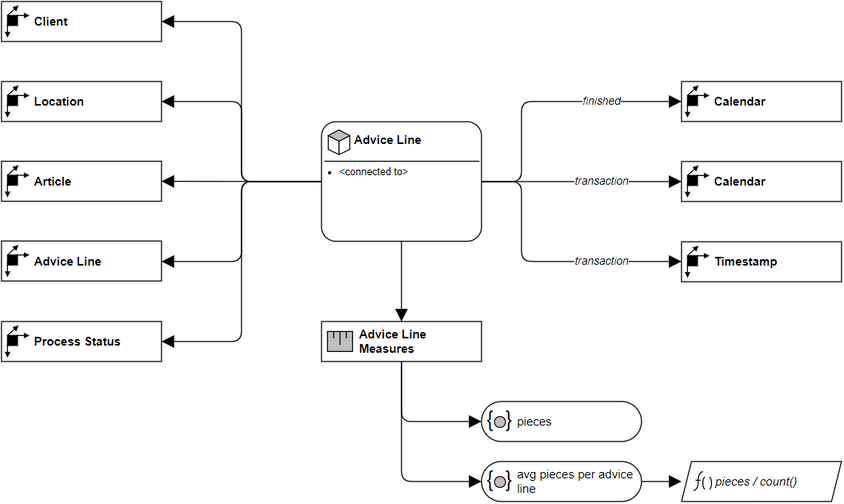 Client
Location
Article
Advice Line
Process Status
Advice Line
• <connected to>
finished
Calendar
transaction
Calendar
transaction
Timestamp
Advice Line
Measures
{ } pieces
{ } avg pieces per advice
line
f() pieces / count()